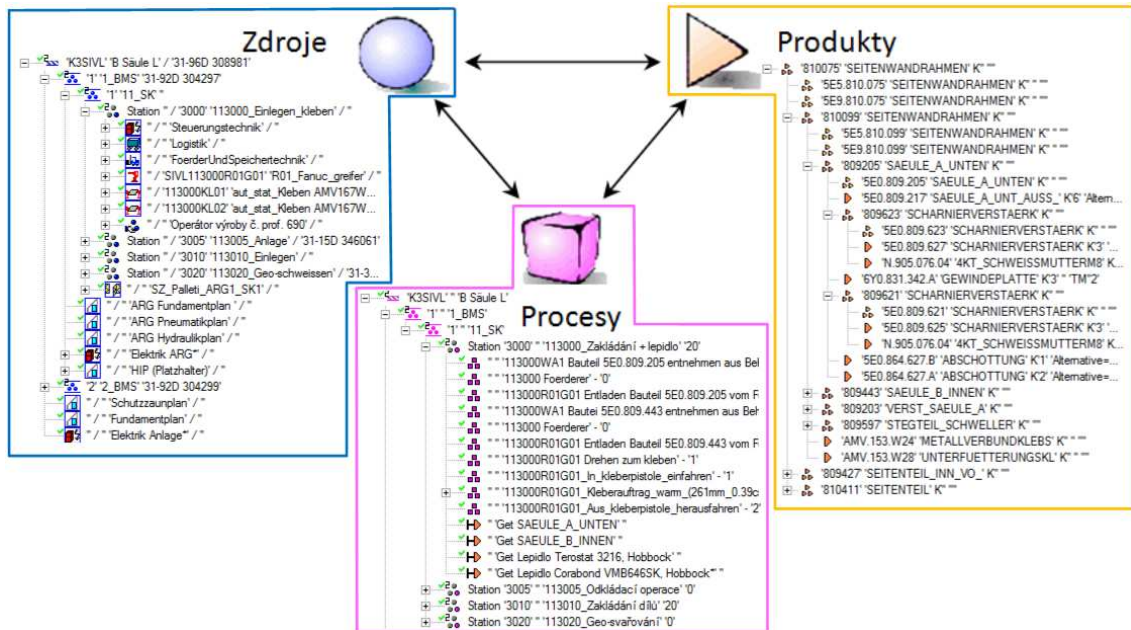 Zdroje
'K3SIVL' 'B Säule L' / '31-96D 308981'
'1' '1_BMS' '31-92D 304297'
'1' '11_SK' "
Station " / '3000' '113000_Einlegen_kleben' / "
" / " 'Steuerungstechnik' / "
" / " 'Logistik' / "
" / " 'FoerderUndSpeichertechnik' / "
" / 'SIVL113000R01G01' 'R01_Fanuc_greifer' / "
" / '113000KL01' 'aut_stat_Kleben AMV167W...
" / '113000KL02' 'aut_stat_Kleben AMV167W...
" / " 'Operátor výroby č. prof. 690' / "
Station " / '3005' '113005_Anlage' / '31-15D 346061'
Station " / '3010' '113010_Einlegen' / "
Station " / '3020' '113020_Geo-schweissen' / '31-3...
" / " 'SZ_Palleti_ARG1_SK1' / "
" / " 'ARG Fundamentplan ' / "
" / " 'ARG Pneumatikplan' / "
" / " 'ARG Hydraulikplan' / "
" / " 'Elektrik ARG*' / "
" / " 'HIP (Platzhalter)' / "
'2' '2_BMS' '31-92D 304299'
" / " 'Schutzzaunplan' / "
" / " 'Fundamentplan' / "
" / " 'Elektrik Anlage*' / "
Produkty
'810075' 'SEITENWANDRAHMEN' K" " ""
'5E5.810.075' 'SEITENWANDRAHMEN' K" " ""
'5E9.810.075' 'SEITENWANDRAHMEN' K" " ""
'810099' 'SEITENWANDRAHMEN' K" " ""
'5E5.810.099' 'SEITENWANDRAHMEN' K" " ""
'5E9.810.099' 'SEITENWANDRAHMEN' K" " ""
'809205' 'SAEULE_A_UNTEN' K" " ""
'5E0.809.205' 'SAEULE_A_UNTEN' K" " ""
'5E0.809.217' 'SAEULE_A_UNT_AUSS_' K'6' 'Altern...
'809623' 'SCHARNIERVERSTAERK' K" " ""
'5E0.809.623' 'SCHARNIERVERSTAERK' K" " ""
'5E0.809.627' 'SCHARNIERVERSTAERK' K'3' " ...
'N.905.076.04' '4KT_SCHWEISSMUTTERM8' K...
'6Y0.831.342.A' 'GEWINDEPLATTE' K'3' " "TM"2'
'809621' 'SCHARNIERVERSTAERK' K" " ""
'5E0.809.621' 'SCHARNIERVERSTAERK' K" " ""
'5E0.809.625' 'SCHARNIERVERSTAERK' K'3' " ...
'N.905.076.04' '4KT_SCHWEISSMUTTERM8' K...
'5E0.864.627.B' 'ABSCHOTTUNG' K'1' 'Alternative=...
'5E0.864.627.A' 'ABSCHOTTUNG' K'2' 'Alternative=...
'809443' 'SAEULE_B_INNEN' K" " ""
'809203' 'VERST_SAEULE_A' K" " ""
'809597' 'STEGTEIL_SCHWELLER' K" " ""
'AMV.153.W24' 'METALLVERBUNDKLEBS' K" " ""
'AMV.153.W28' 'UNTERFUETTERUNGSKL' K" " ""
'809427' 'SEITENTEIL_INN_VO_' K" " ""
'810411' 'SEITENTEIL' K" " ""
Procesy
'K3SIVL' " 'B Säule L'
'1' " '1_BMS'
'1' " '11_SK'
Station '3000' " '113000_Zakládání + lepidlo' '20'
" " '113000WA1 Bauteil 5E0.809.205 entnehmen aus Beh
" " '113000 Foerderer' - '0'
" " '113000R01G01 Entladen Bauteil 5E0.809.205 vom F
" " '113000WA1 Bautei 5E0.809.443 entnehmen aus Beh
" " '113000 Foerderer' - '0'
" " '113000R01G01 Entladen Bauteil 5E0.809.443 vom F
" " '113000R01G01 Drehen zum kleben' - '1'
" " '113000R01G01_In_kleberpistole_einfahren' - '1'
" " '113000R01G01_Kleberauftrag_warm_(261mm_0.39c
" " '113000R01G01_Aus_kleberpistole_herausfahren' - '2'
" 'Get SAEULE_A_UNTEN' "
" 'Get SAEULE_B_INNEN' "
" 'Get Lepidlo Terostat 3216, Hobbock' "
" 'Get Lepidlo Corabond VMB646SK, Hobbock*' "
Station '3005' " '113005_Odkládací operace' '0'
Station '3010' " '113010_Zakládání dílů' '20'
Station '3020' " '113020_Geo-svařování' '0'